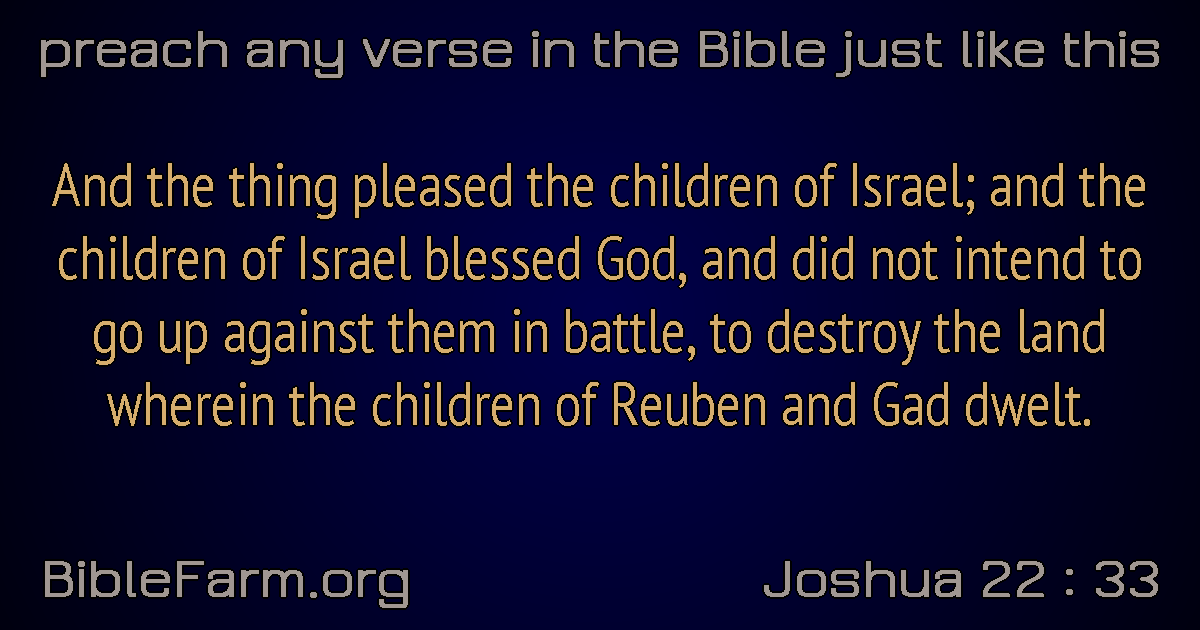 preach any verse in the Bible just like this
And the thing pleased the children of Israel; and the
children of Israel blessed God, and did not intend to
go up against them in battle, to destroy the land
wherein the children of Reuben and Gad dwelt.
BibleFarm.org
Joshua 22 : 33